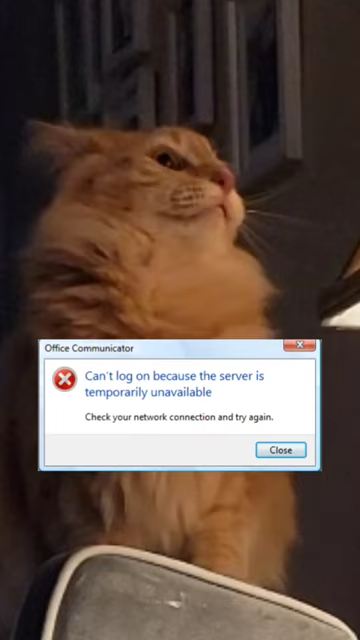 Office Communicator
Can't log on because the server is
temporarily unavailable
Check your network connection and try again.
Close